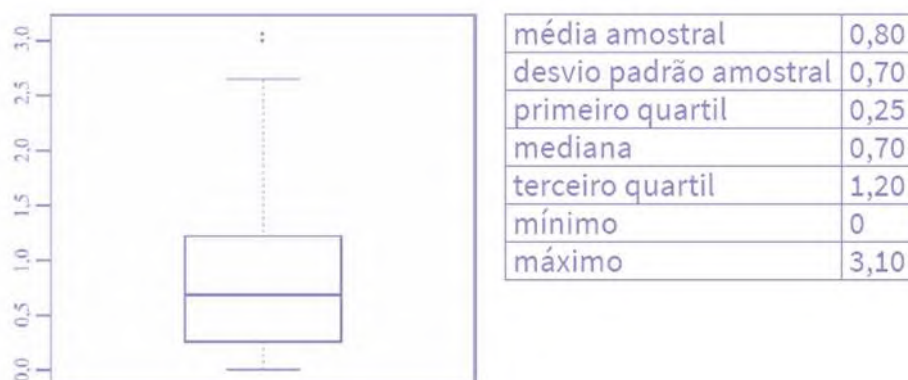 3,0
2,5
2,0
1,5
1,0
0,5
0,0
média amostral 0,80
desvio padrão amostral 0,70
primeiro quartil 0,25
mediana 0,70
terceiro quartil 1,20
mínimo 0
máximo 3,10